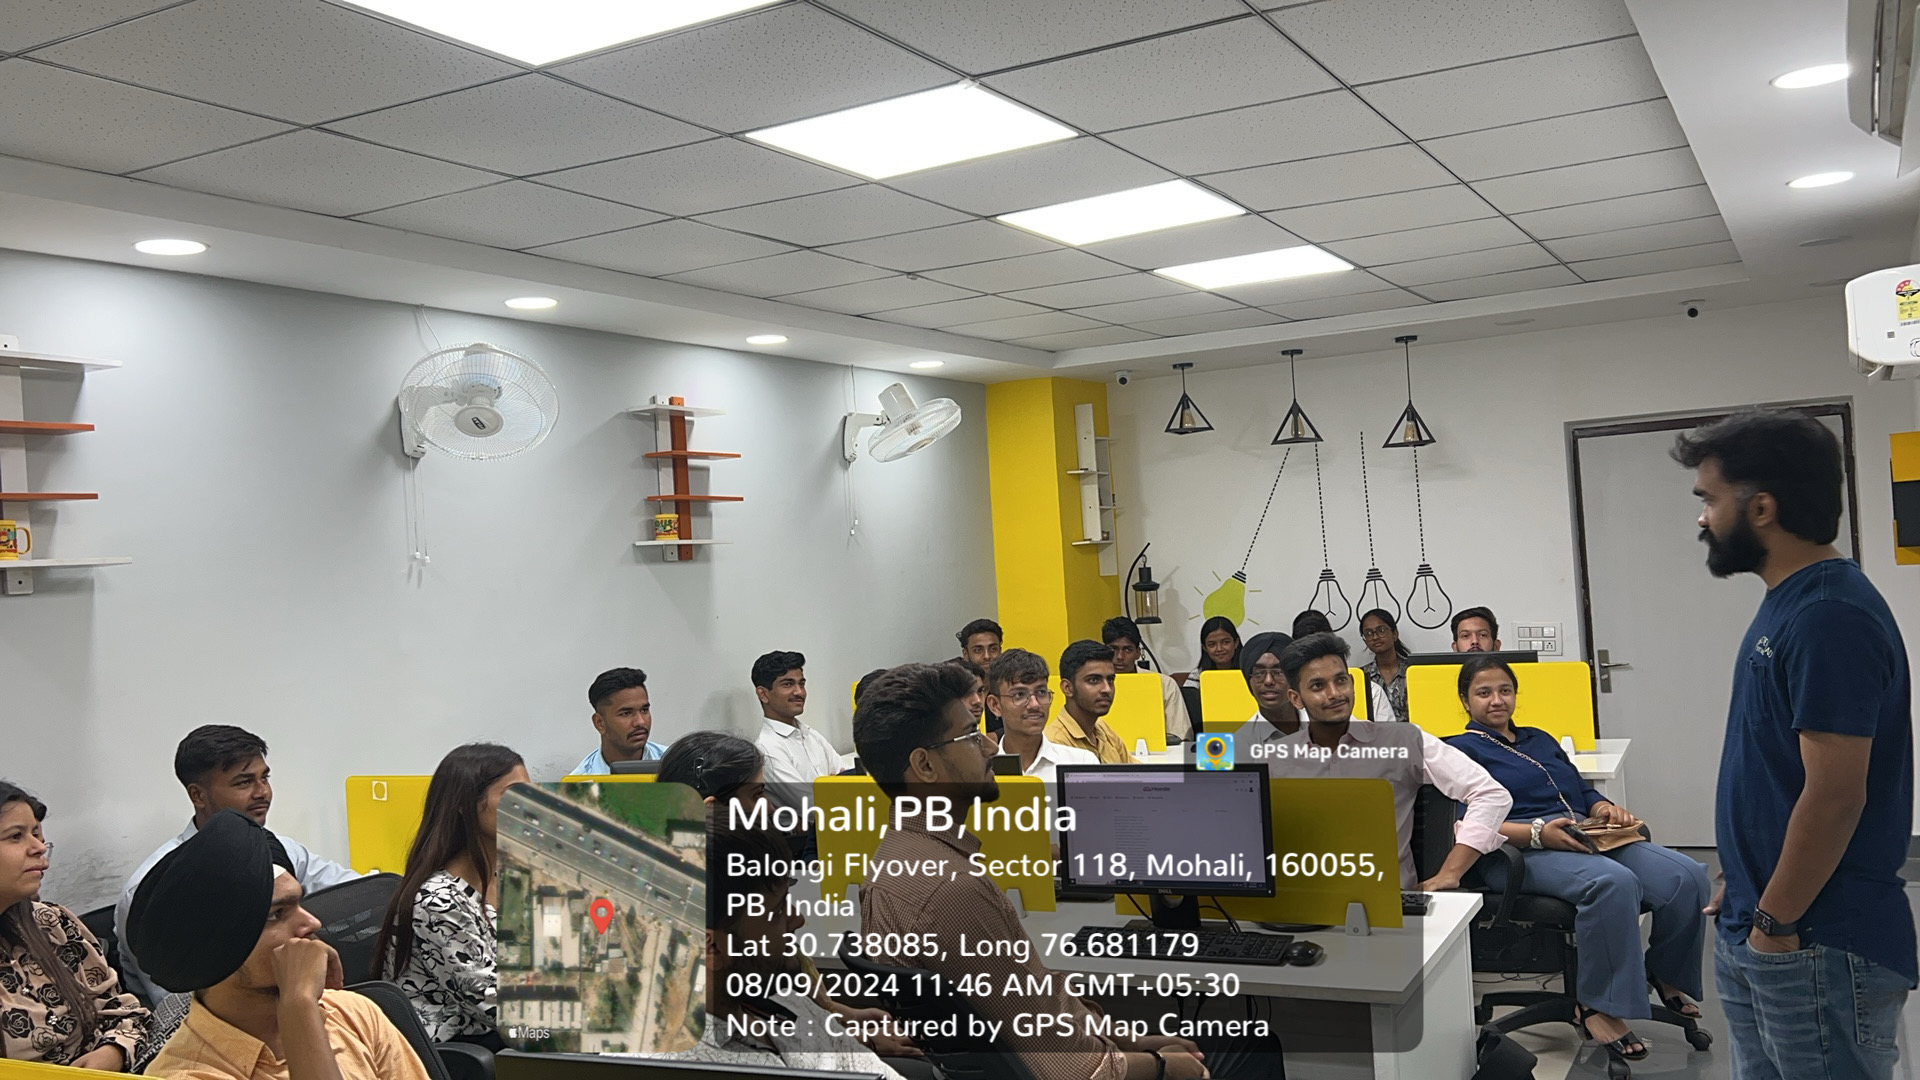 GPS Map Camera
Mohali,PB,India
Balongi Flyover, Sector 118, Mohali, 160055,
PB, India
Lat 30.738085, Long 76.681179
08/09/2024 11:46 AM GMT+05:30
Note : Captured by GPS Map Camera
Maps
DELL